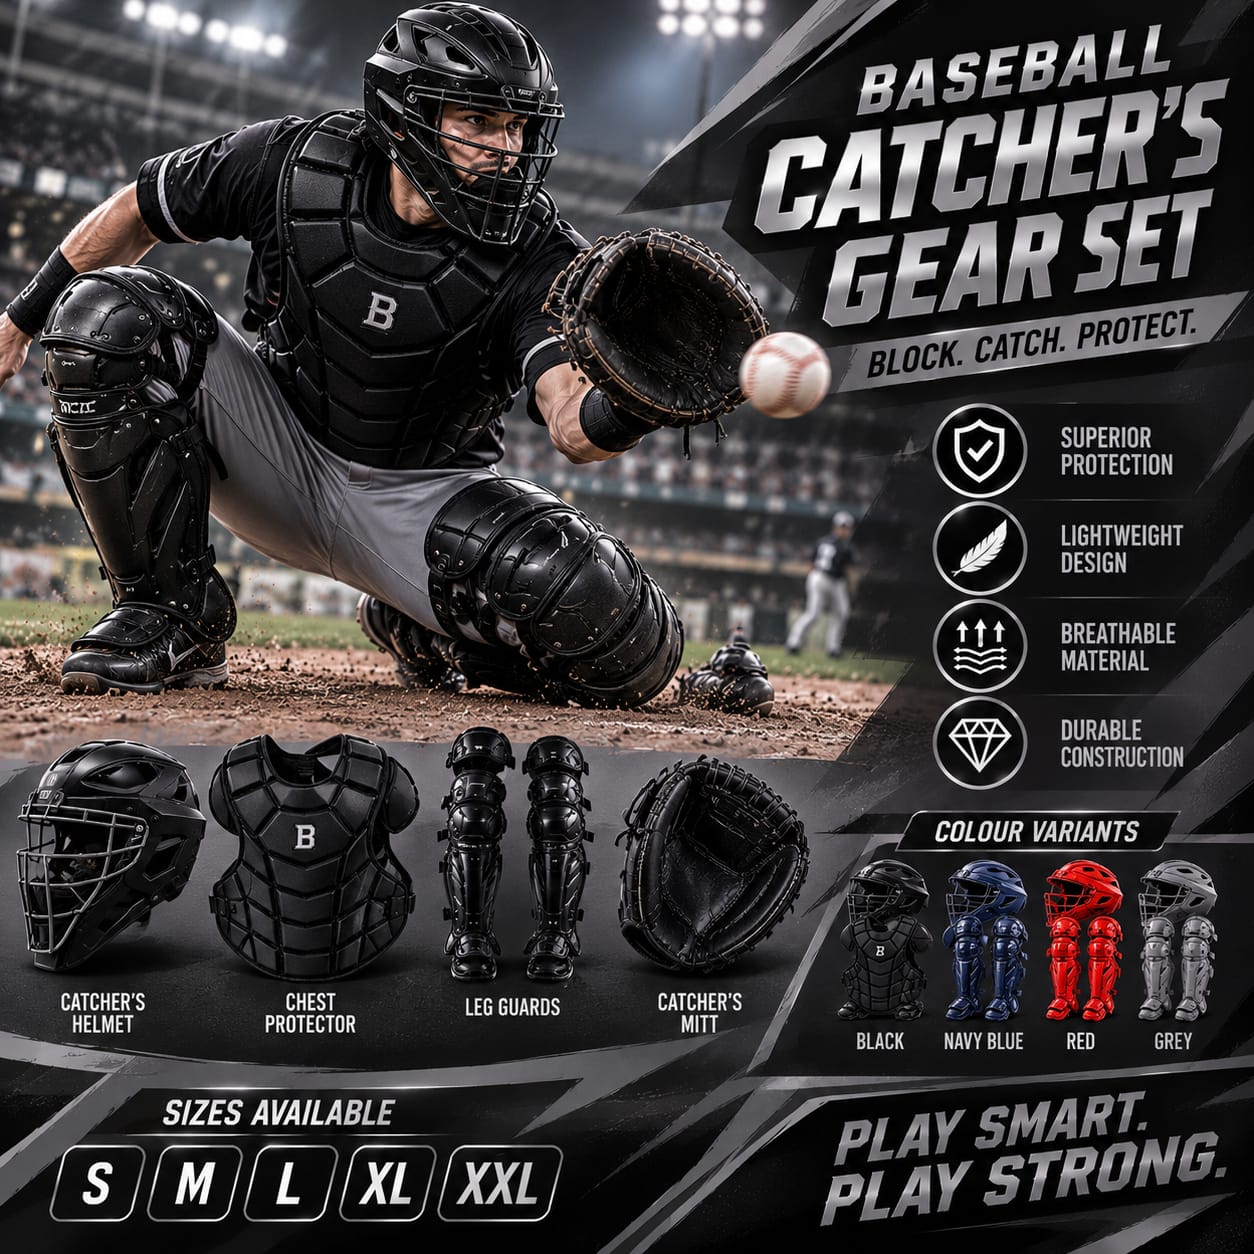 BASEBALL
CATCHER'S
GEAR SET
BLOCK. CATCH. PROTECT.
B
SUPERIOR
PROTECTION
LIGHTWEIGHT
DESIGN
BREATHABLE
MATERIAL
DURABLE
CONSTRUCTION
B
CATCHER'S
HELMET
CHEST
PROTECTOR
LEG GUARDS
CATCHER'S
MITT
COLOUR VARIANTS
B
BLACK
NAVY BLUE
RED
GREY
SIZES AVAILABLE
S M L XL XXL
PLAY SMART.
PLAY STRONG.